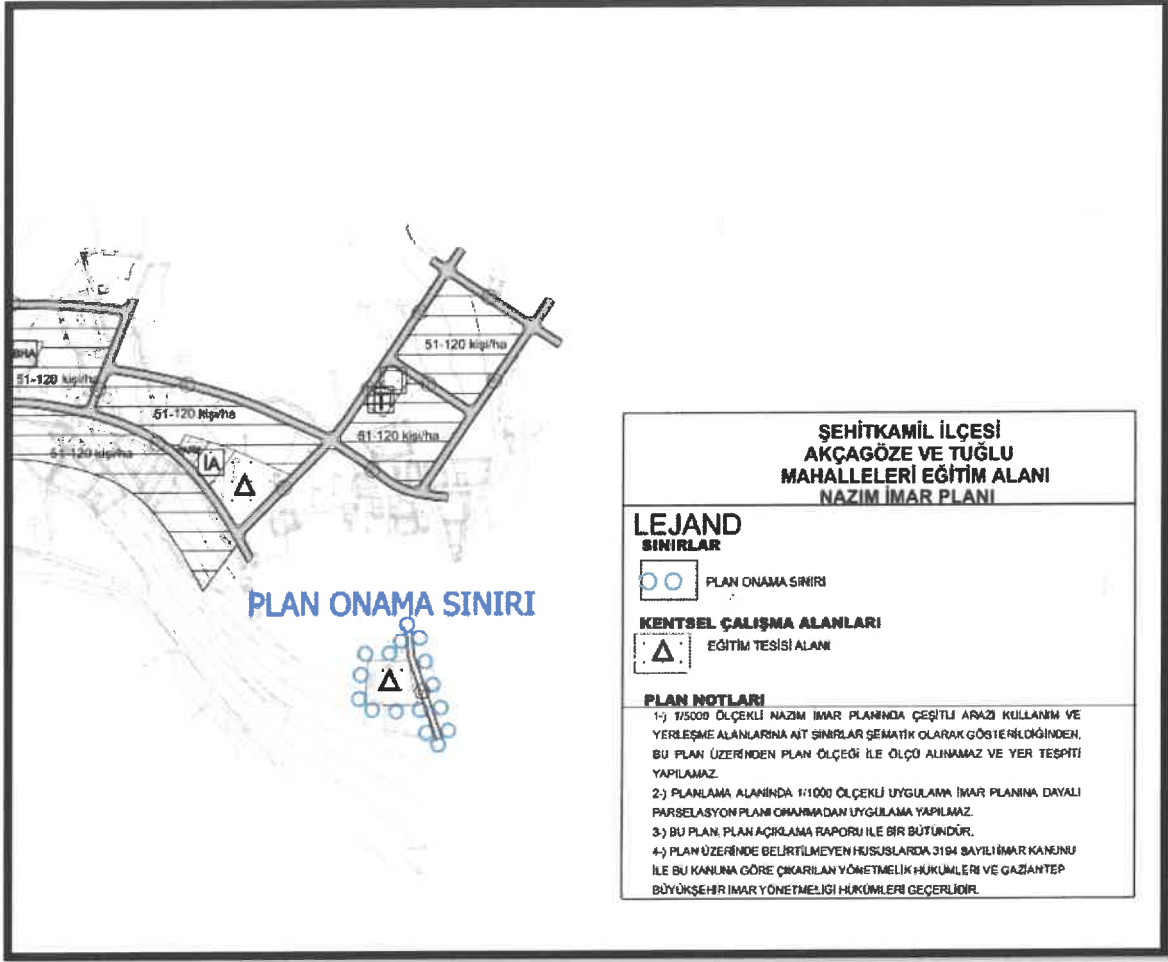 51-120 kişi/ha
BHA
51-120 kişi/ha
51-120 kişi/ha
T
51-120 kişi/ha
51-120 kişi/ha
İA
PLAN ONAMA SINIRI
ŞEHİTKAMİL İLÇESİ
AKÇAGÖZE VE TUĞLU
MAHALLELERİ EĞİTİM ALANI
NAZIM İMAR PLANI
LEJAND
SINIRLAR
PLAN ONAMA SINIRI
KENTSEL ÇALIŞMA ALANLARI
EĞİTİM TESİSİ ALANI
PLAN NOTLARI
1-) 1/5000 ÖLÇEKLİ NAZIM İMAR PLANINDA ÇEŞİTLİ ARAZİ KULLANIM VE
YERLEŞME ALANLARINA AİT SINIRLAR ŞEMATİK OLARAK GÖSTERİLDİĞİNDEN,
BU PLAN ÜZERİNDEN PLAN ÖLÇEĞİ İLE ÖLÇÜ ALINAMAZ VE YER TESPİTİ
YAPILAMAZ.
2-) PLANLAMA ALANINDA 1/1000 ÖLÇEKLİ UYGULAMA İMAR PLANINA DAYALI
PARSELASYON PLANI ONANMADAN UYGULAMA YAPILMAZ.
3-) BU PLAN, PLAN AÇIKLAMA RAPORU İLE BİR BÜTÜNDÜR.
4-) PLAN ÜZERİNDE BELİRTİLMEYEN HUSUSLARDA 3194 SAYILI İMAR KANUNU
İLE BU KANUNA GÖRE ÇIKARILAN YÖNETMELİK HÜKÜMLERİ VE GAZİANTEP
BÜYÜKŞEHİR İMAR YÖNETMELİĞİ HÜKÜMLERİ GEÇERLİDİR.